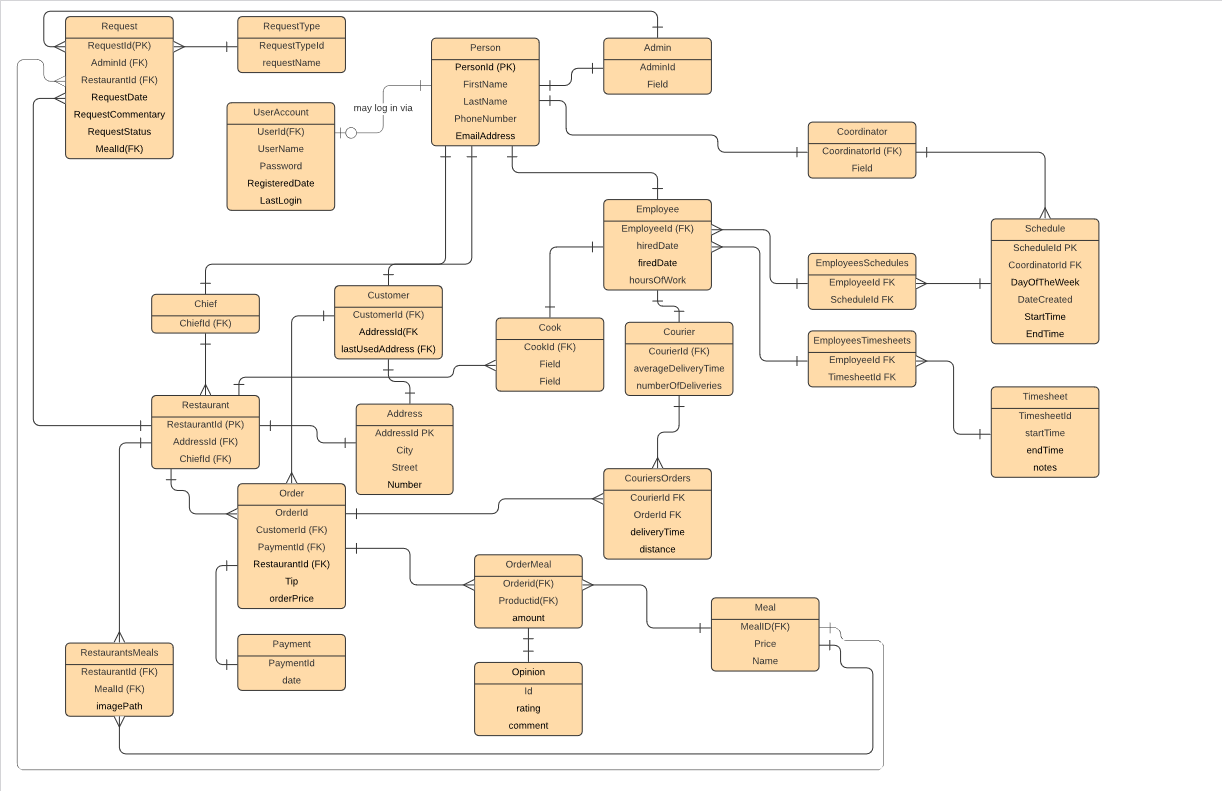 Request
RequestId(PK)
AdminId (FK)
RestaurantId (FK)
RequestDate
RequestCommentary
RequestStatus
MealId(FK)
RequestType
RequestTypeId
requestName
Person
PersonId (PK)
FirstName
LastName
PhoneNumber
EmailAddress
Admin
AdminId
Field
may log in via
UserAccount
UserId(FK)
UserName
Password
RegisteredDate
LastLogin
Coordinator
CoordinatorId (FK)
Field
Employee
EmployeeId (FK)
hiredDate
firedDate
hoursOfWork
Schedule
ScheduleId PK
CoordinatorId FK
DayOfTheWeek
DateCreated
StartTime
EndTime
EmployeesSchedules
EmployeeId FK
ScheduleId FK
Chief
ChiefId (FK)
Customer
CustomerId (FK)
AddressId(FK
lastUsedAddress (FK)
Cook
CookId (FK)
Field
Field
Courier
CourierId (FK)
averageDeliveryTime
numberOfDeliveries
EmployeesTimesheets
EmployeeId FK
TimesheetId FK
Timesheet
TimesheetId
startTime
endTime
notes
Restaurant
RestaurantId (PK)
AddressId (FK)
ChiefId (FK)
Address
AddressId PK
City
Street
Number
CouriersOrders
CourierId FK
OrderId FK
deliveryTime
distance
Order
OrderId
CustomerId (FK)
PaymentId (FK)
RestaurantId (FK)
Tip
orderPrice
OrderMeal
Orderid(FK)
Productid(FK)
amount
Meal
MealID(FK)
Price
Name
Payment
PaymentId
date
RestaurantsMeals
RestaurantId (FK)
MealId (FK)
imagePath
Opinion
Id
rating
comment